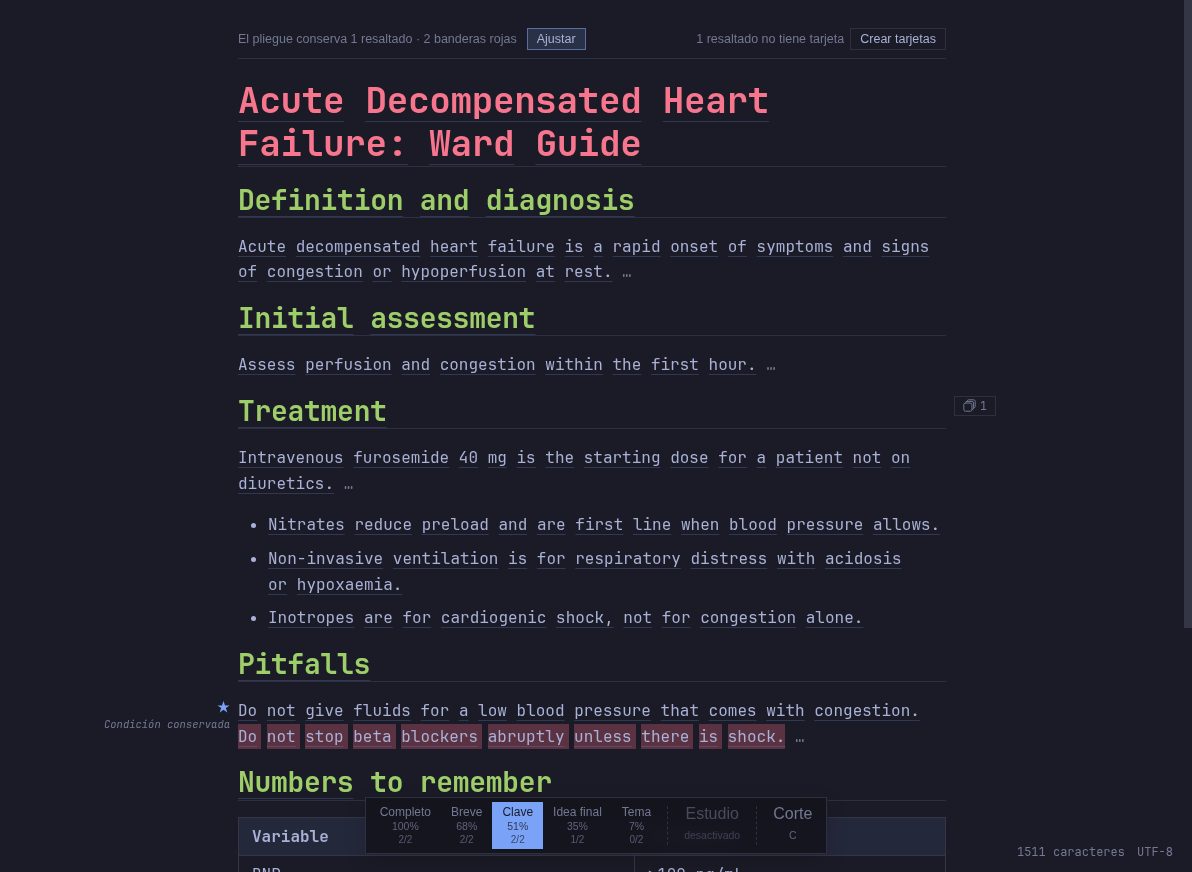 El pliegue conserva 1 resaltado · 2 banderas rojas Ajustar 1 resaltado no tiene tarjeta Crear tarjetas
Acute Decompensated Heart
Failure: Ward Guide
Definition and diagnosis
Acute decompensated heart failure is a rapid onset of symptoms and signs
of congestion or hypoperfusion at rest. …
Initial assessment
Assess perfusion and congestion within the first hour. …
Treatment
1
Intravenous furosemide 40 mg is the starting dose for a patient not on
diuretics. …
• Nitrates reduce preload and are first line when blood pressure allows.
• Non-invasive ventilation is for respiratory distress with acidosis
or hypoxaemia.
• Inotropes are for cardiogenic shock, not for congestion alone.
Pitfalls
★
Condición conservada
Do not give fluids for a low blood pressure that comes with congestion.
Do not stop beta blockers abruptly unless there is shock. …
Numbers to remember
Completo Breve Clave Idea final Tema Estudio Corte
100% 68% 51% 35% 7% desactivado C
2/2 2/2 2/2 1/2 0/2
Variable
1511 caracteres UTF-8